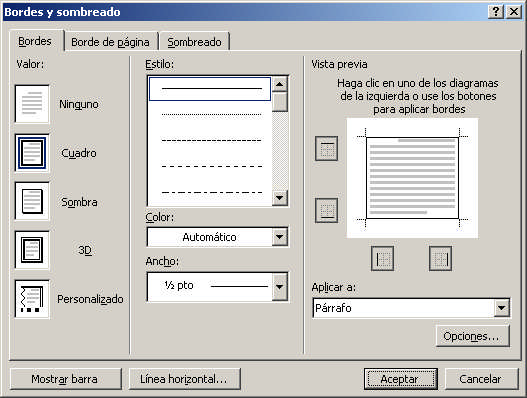 Bordes y sombreado
Bordes
Borde de página
Sombreado
Valor:
Ninguno
Cuadro
Sombra
3D
Personalizado
Estilo:
Color:
Automático
Ancho:
½ pto
Vista previa
Haga clic en uno de los diagramas
de la izquierda o use los botones
para aplicar bordes
Aplicar a:
Párrafo
Opciones...
Mostrar barra
Línea horizontal...
Aceptar
Cancelar